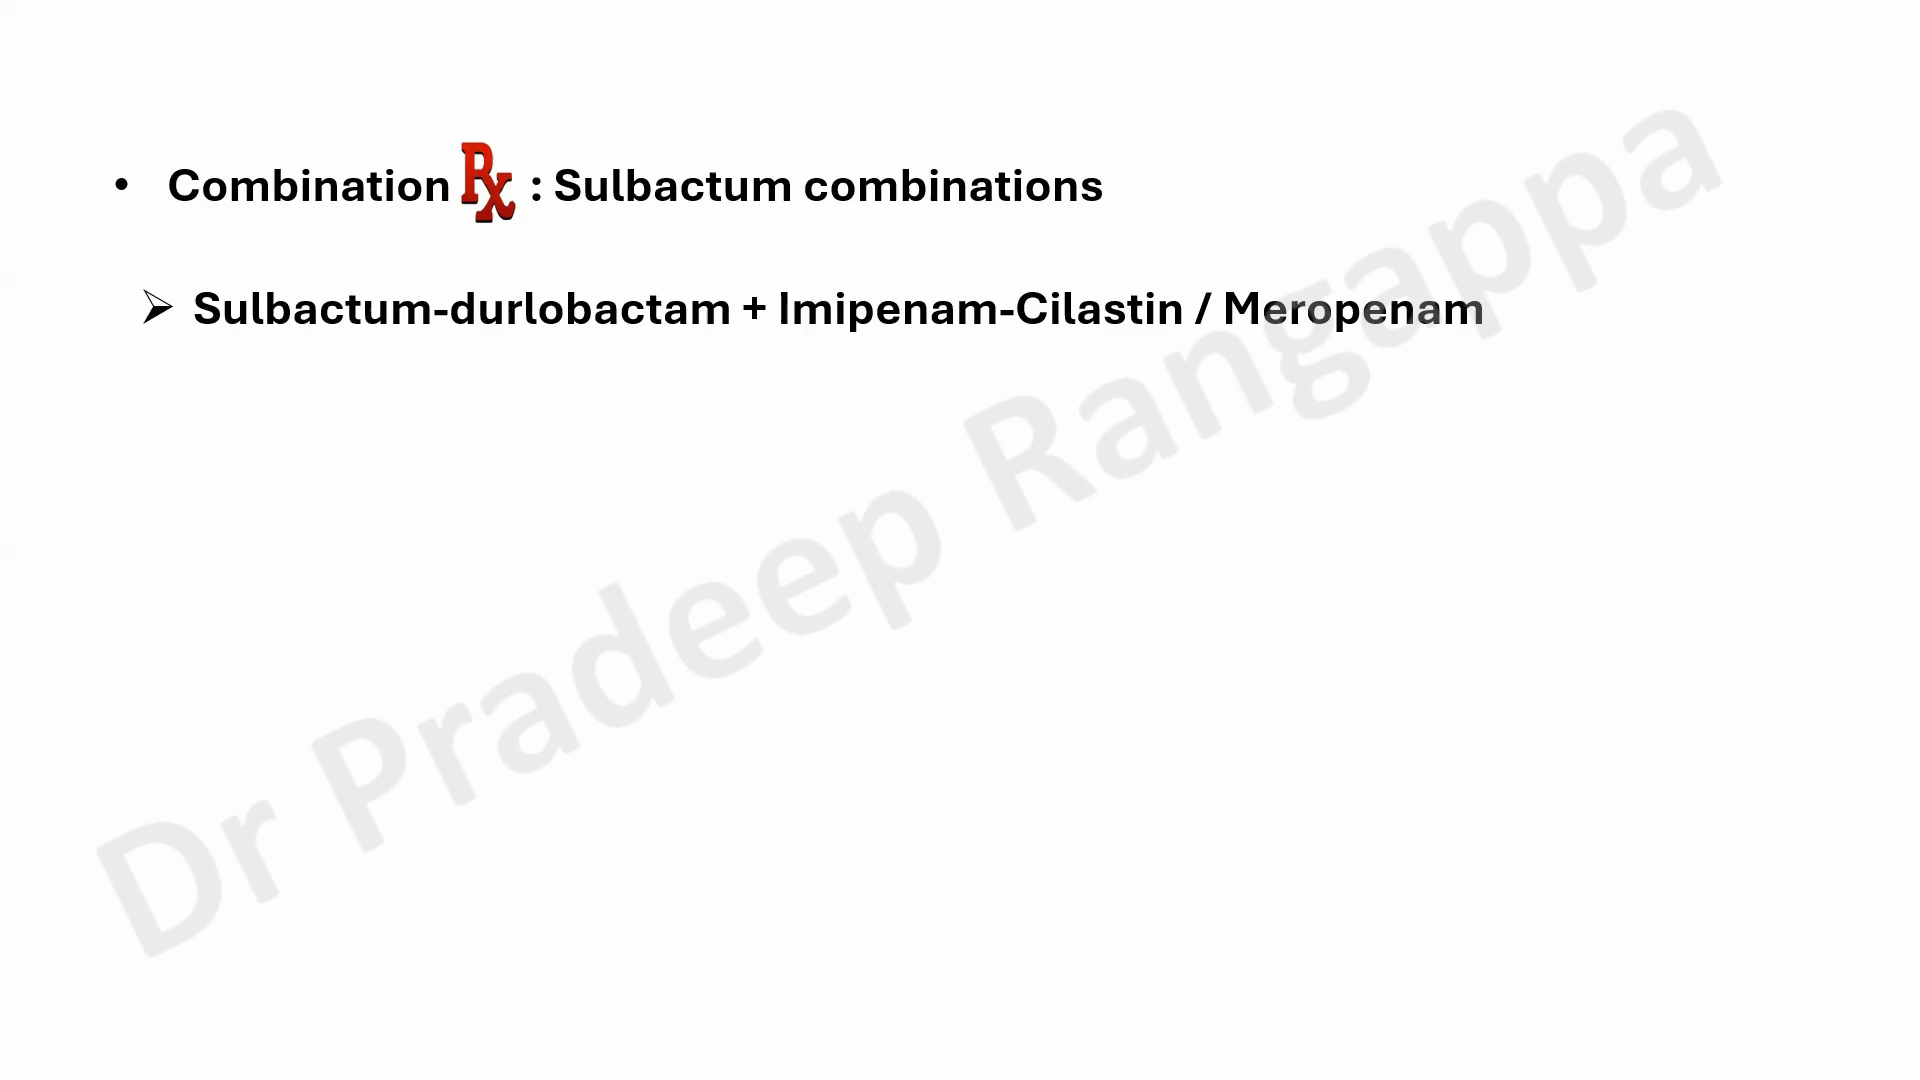 • Combination Rx : Sulbactum combinations
➢ Sulbactum-durlobactam + Imipenam-Cilastin / Meropenam
Dr Pradeep Rangappa